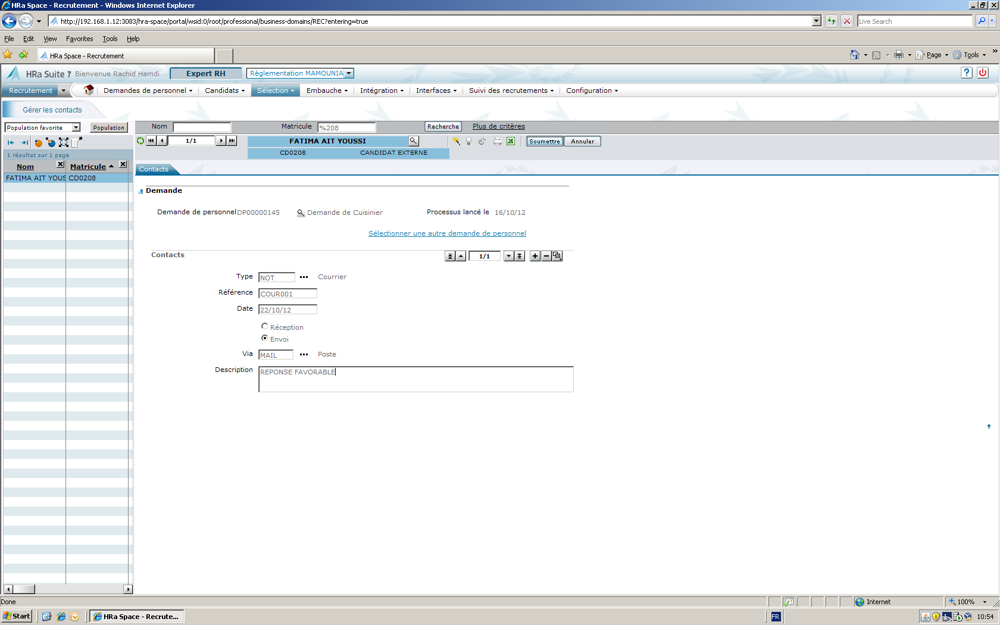 HRa Space - Recrutement - Windows Internet Explorer
http://192.168.1.12:3083/hra-space/portal/wsid:0/root/professional/business-domains/REC?entering=true
Live Search
File Edit View Favorites Tools Help
HRa Space - Recrutement
Page Tools »
HRa Suite 7 Bienvenue Rachid Hamdi Expert RH Règlementation MAMOUNIA ?
Recrutement Demandes de personnel Candidats Sélection Embauche Intégration Interfaces Suivi des recrutements Configuration
Gérer les contacts
Population favorite Population Nom Matricule %208 Recherche Plus de critères
1/1 FATIMA AIT YOUSSI Soumettre Annuler
CD0208 CANDIDAT EXTERNE
1 résultat sur 1 page
Nom Matricule
FATIMA AIT YOUS CD0208
Contacts
Demande
Demande de personnel DP00000145 Demande de Cuisinier Processus lancé le 16/10/12
Sélectionner une autre demande de personnel
Contacts 1/1
Type NOT Courrier
Référence COUR001
Date 22/10/12
Réception
Envoi
Via MAIL Poste
Description REPONSE FAVORABLE
Done Internet 100%
Start HRa Space - Recrute... FR 10:54